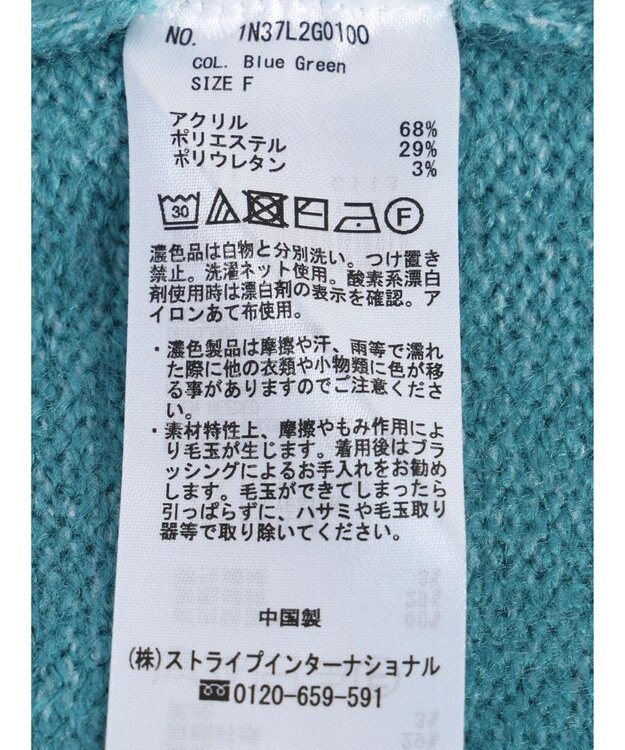 NO. 1N37L2G0100
COL. Blue Green
SIZE F
アクリル 68%
ポリエステル 29%
ポリウレタン 3%
30 F
濃色品は白物と分別洗い。つけ置き
禁止。洗濯ネット使用。酸素系漂白
剤使用時は漂白剤の表示を確認。ア
イロンあて布使用。
・濃色製品は摩擦や汗、雨等で濡れ
た際に他の衣類や小物類に色が移
る事がありますのでご注意くださ
い。
・素材特性上、摩擦やもみ作用によ
り毛玉が生じます。着用後はブラ
ッシングによるお手入れをお勧め
します。毛玉ができてしまったら
引っぱらずに、ハサミや毛玉取り
器等で取り除いてください。
中国製
(株)ストライプインターナショナル
0120-659-591